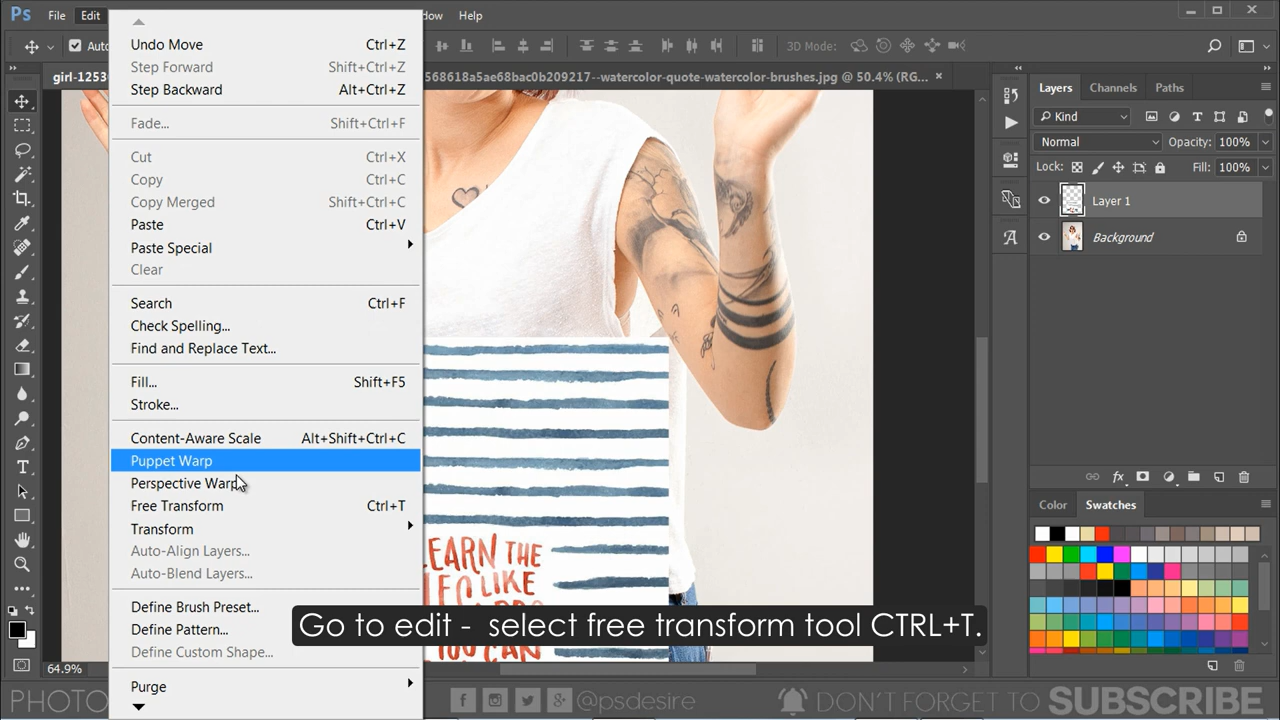 Ps File Edit dow Help
Auto 3D Mode:
girl-1253 568618a5ae68bac0b209217--watercolor-quote-watercolor-brushes.jpg @ 50.4% (RG... ×
Undo Move Ctrl+Z
Step Forward Shift+Ctrl+Z
Step Backward Alt+Ctrl+Z
Fade... Shift+Ctrl+F
Cut Ctrl+X
Copy Ctrl+C
Copy Merged Shift+Ctrl+C
Paste Ctrl+V
Paste Special
Clear
Search Ctrl+F
Check Spelling...
Find and Replace Text...
Fill... Shift+F5
Stroke...
Content-Aware Scale Alt+Shift+Ctrl+C
Puppet Warp
Perspective Warp
Free Transform Ctrl+T
Transform
Auto-Align Layers...
Auto-Blend Layers...
Define Brush Preset...
Define Pattern...
Define Custom Shape...
Purge
LEARN THE
LIKE
YOU CAN
Layers Channels Paths
Kind
Normal Opacity: 100%
Lock: Fill: 100%
Layer 1
Background
Color Swatches
Go to edit - select free transform tool CTRL+T.
64.9%
PHOTO @psdesire DON'T FORGET TO SUBSCRIBE